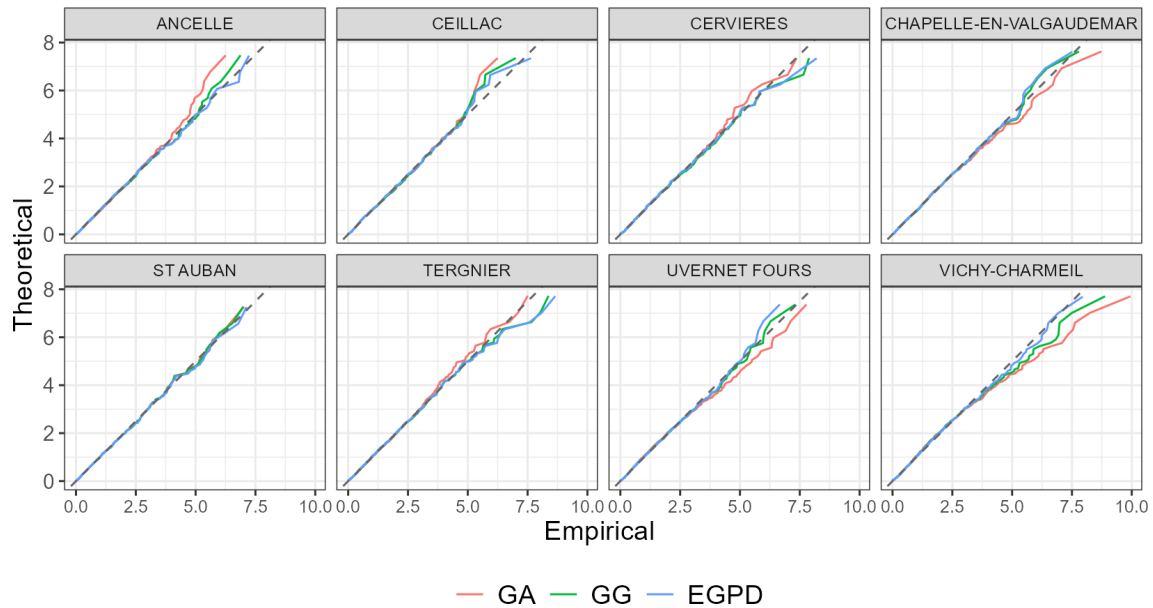 ANCELLE CEILLAC CERVIERES CHAPELLE-EN-VALGAUDEMAR
8
6
4
2
0
ST AUBAN TERGNIER UVERNET FOURS VICHY-CHARMEIL
8
6
4
2
0
0.0 2.5 5.0 7.5 10.0 0.0 2.5 5.0 7.5 10.0 0.0 2.5 5.0 7.5 10.0 0.0 2.5 5.0 7.5 10.0
Theoretical
Empirical
GA GG EGPD